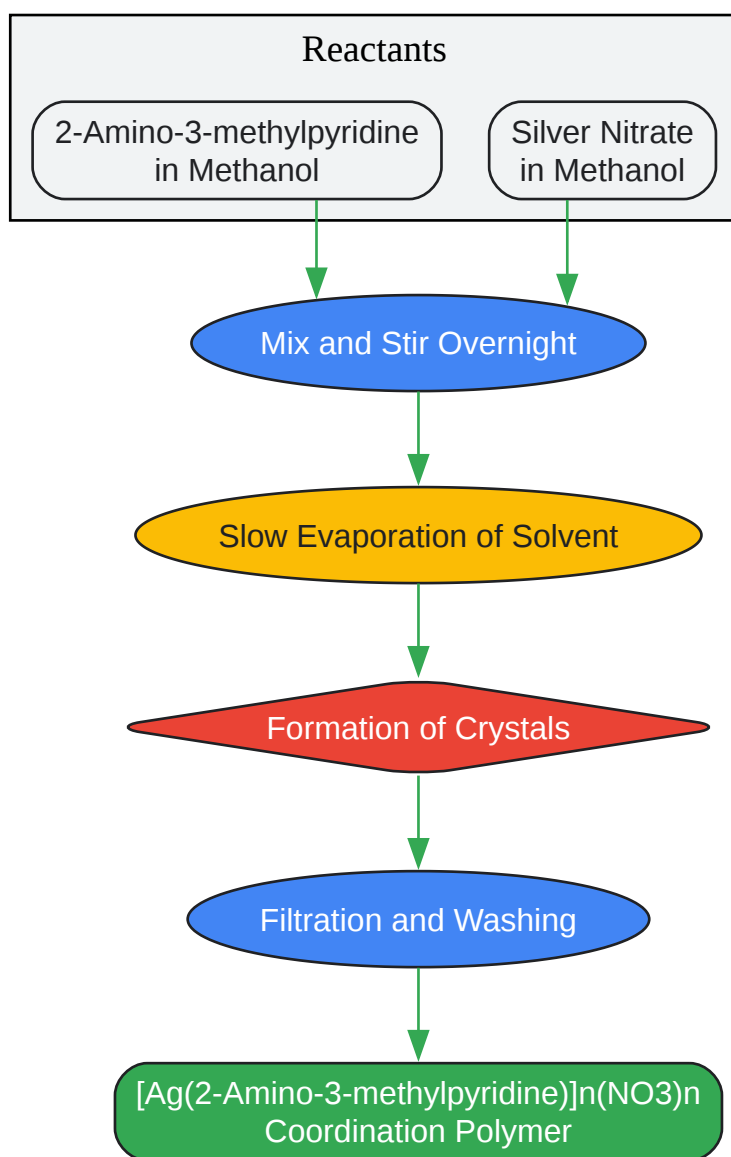 Reactants
2-Amino-3-methylpyridine
in Methanol
Silver Nitrate
in Methanol
Mix and Stir Overnight
Slow Evaporation of Solvent
Formation of Crystals
Filtration and Washing
[Ag(2-Amino-3-methylpyridine)]n(NO3)n
Coordination Polymer